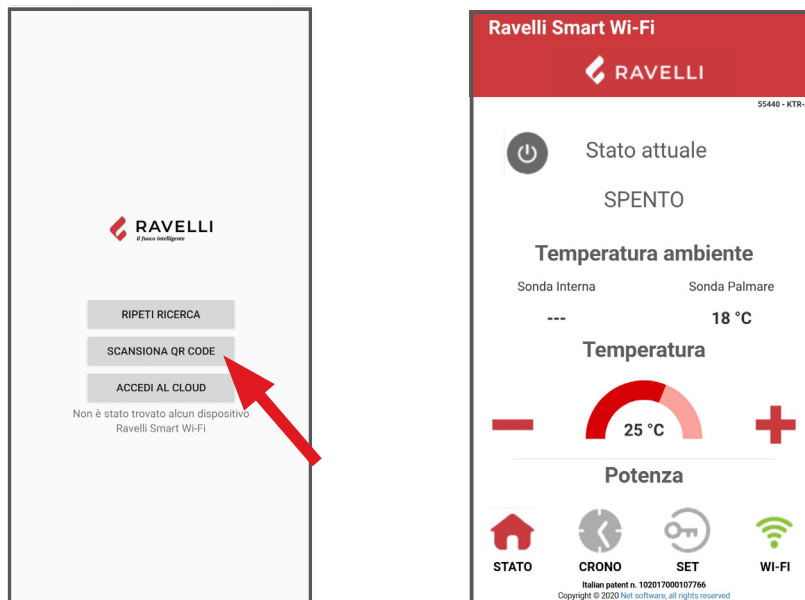 RAVELLI
il fuoco intelligente
RIPETI RICERCA
SCANSIONA QR CODE
ACCEDI AL CLOUD
Non è stato trovato alcun dispositivo
Ravelli Smart Wi-Fi
Ravelli Smart Wi-Fi
RAVELLI
55440 - KTR-
Stato attuale
SPENTO
Temperatura ambiente
Sonda Interna
Sonda Palmare
---
18 °C
Temperatura
25 °C
Potenza
STATO
CRONO
SET
WI-FI
Italian patent n. 102017000107766
Copyright © 2020 Net software, all rights reserved